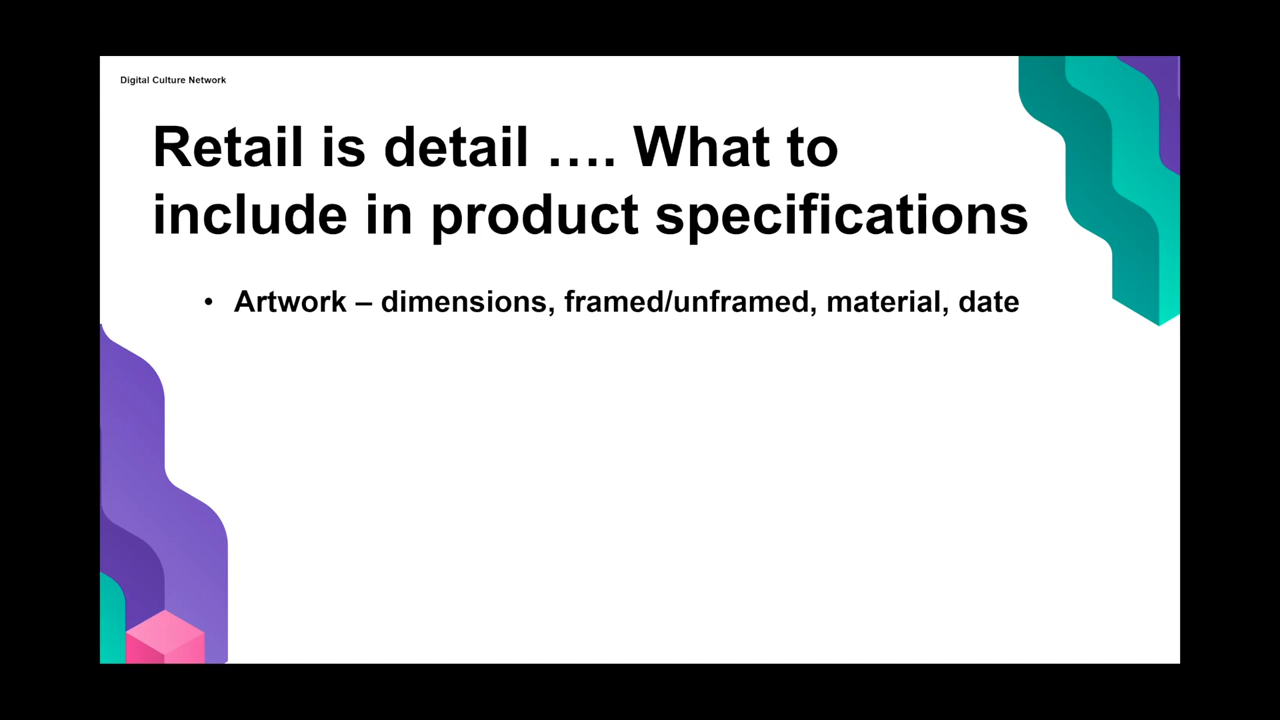 Digital Culture Network
Retail is detail …. What to
include in product specifications
• Artwork – dimensions, framed/unframed, material, date